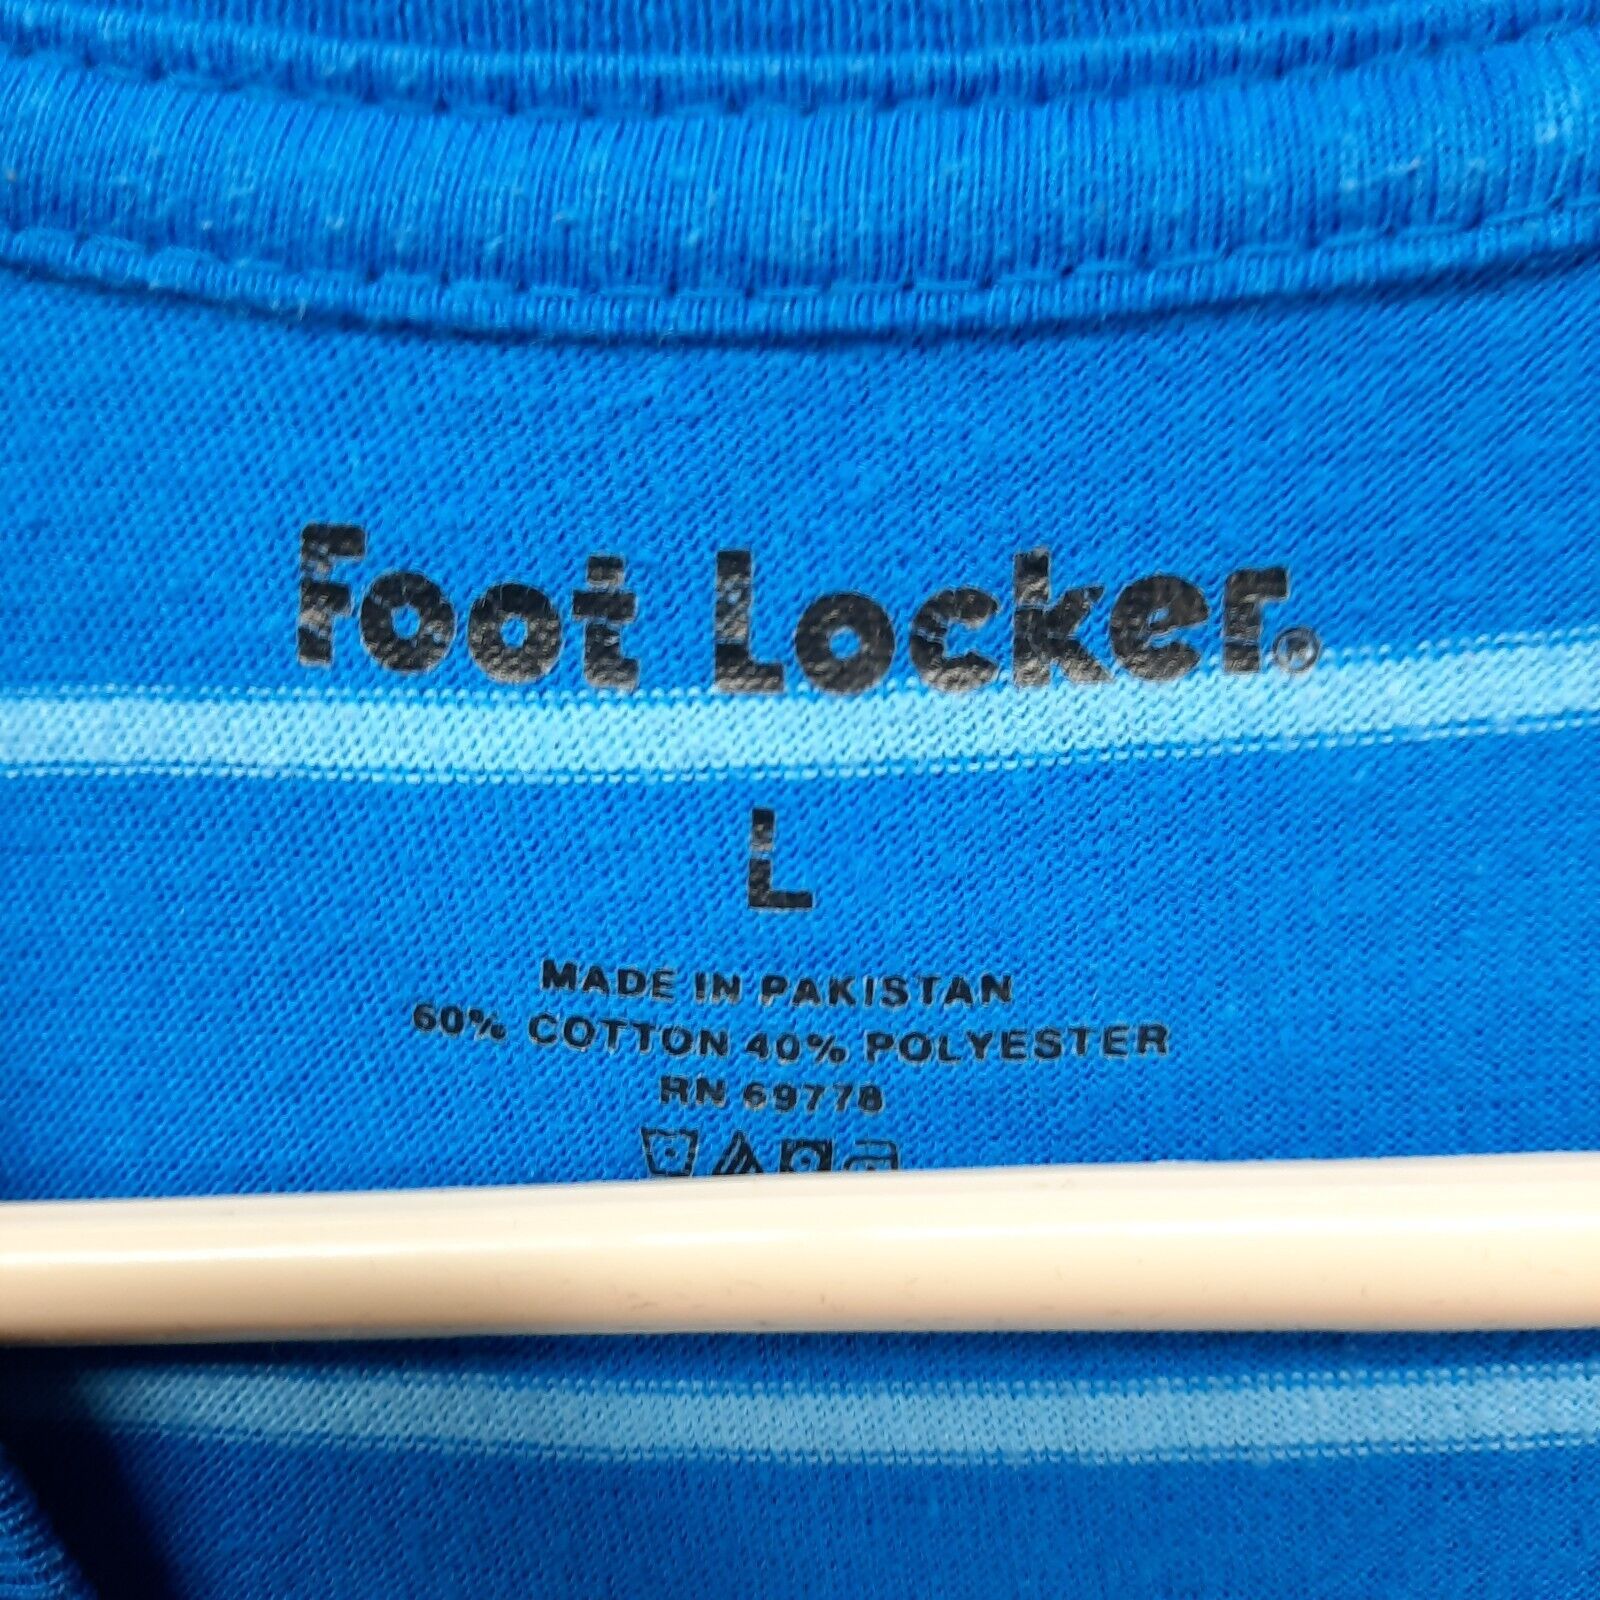 Foot Locker®
L
MADE IN PAKISTAN
60% COTTON 40% POLYESTER
RN 69778